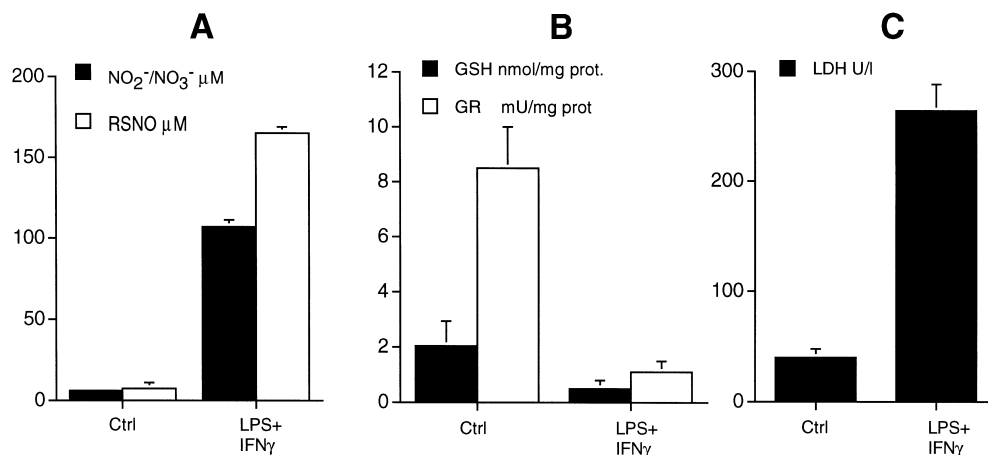 A
NO2-/NO3- µM
RSNO µM
200
150
100
50
0
Ctrl
LPS+
IFNγ
B
GSH nmol/mg prot.
GR mU/mg prot
12
10
8
6
4
2
0
Ctrl
LPS+
IFNγ
C
LDH U/l
300
200
100
0
Ctrl
LPS+
IFNγ